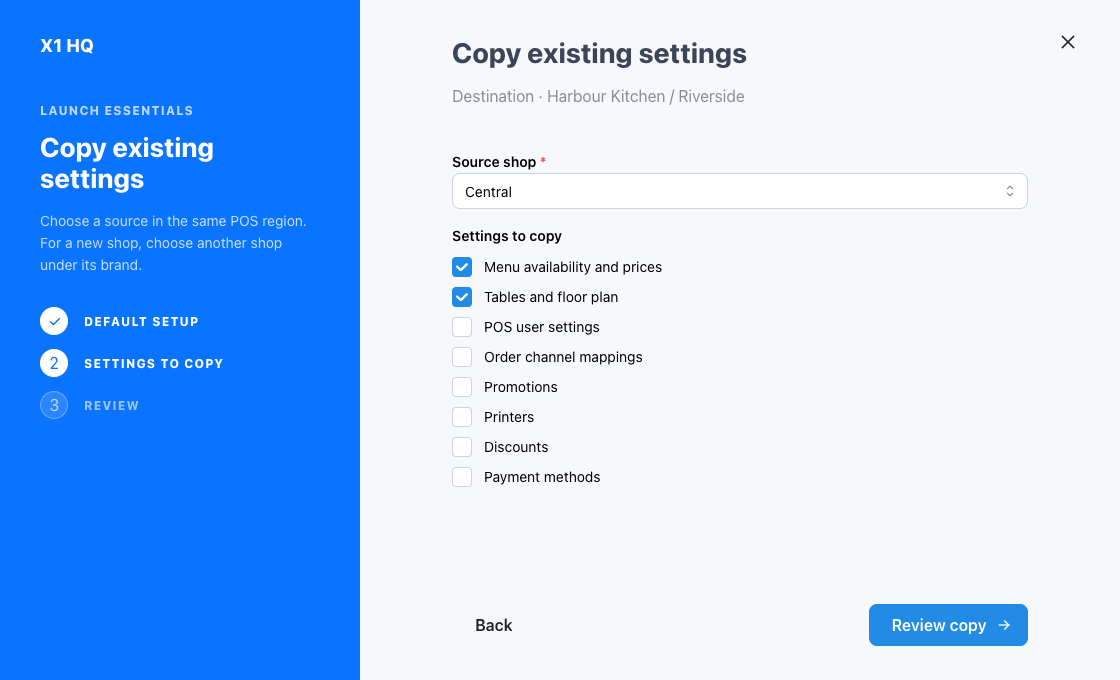 X1 HQ
LAUNCH ESSENTIALS
Copy existing
settings
Choose a source in the same POS region.
For a new shop, choose another shop
under its brand.
DEFAULT SETUP
2 SETTINGS TO COPY
3 REVIEW
Copy existing settings
Destination · Harbour Kitchen / Riverside
Source shop *
Central
Settings to copy
Menu availability and prices
Tables and floor plan
POS user settings
Order channel mappings
Promotions
Printers
Discounts
Payment methods
Back
Review copy →